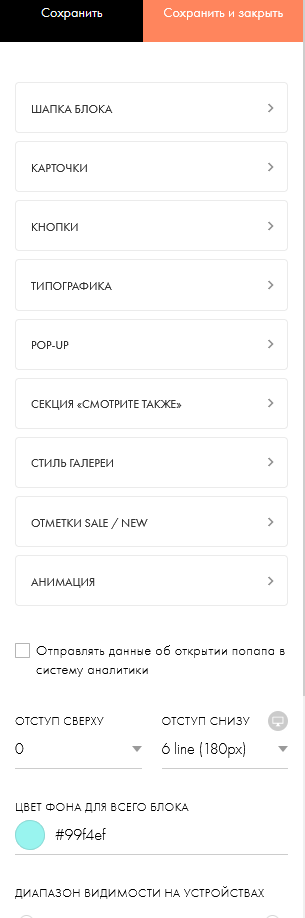 Сохранить
Сохранить и закрыть
ШАПКА БЛОКА
КАРТОЧКИ
КНОПКИ
ТИПОГРАФИКА
POP-UP
СЕКЦИЯ «СМОТРИТЕ ТАКЖЕ»
СТИЛЬ ГАЛЕРЕИ
ОТМЕТКИ SALE / NEW
АНИМАЦИЯ
Отправлять данные об открытии попапа в
систему аналитики
ОТСТУП СВЕРХУ
ОТСТУП СНИЗУ
0
6 line (180px)
ЦВЕТ ФОНА ДЛЯ ВСЕГО БЛОКА
#99f4ef
ДИАПАЗОН ВИДИМОСТИ НА УСТРОЙСТВАХ